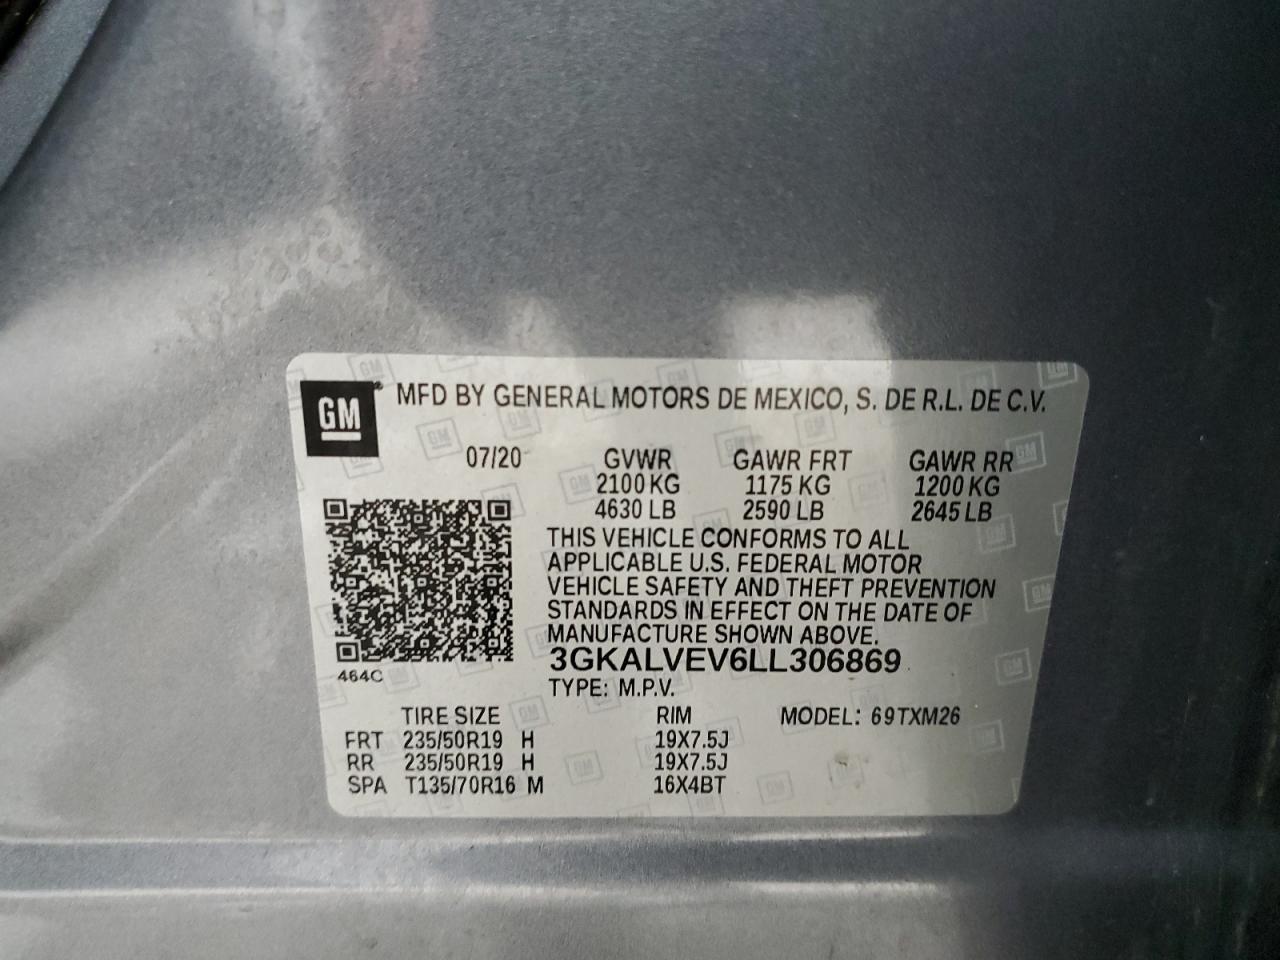 GM ® MFD BY GENERAL MOTORS DE MEXICO, S. DE R.L. DE C.V.
07/20 GVWR GAWR FRT GAWR RR
2100 KG 1175 KG 1200 KG
4630 LB 2590 LB 2645 LB
THIS VEHICLE CONFORMS TO ALL
APPLICABLE U.S. FEDERAL MOTOR
VEHICLE SAFETY AND THEFT PREVENTION
STANDARDS IN EFFECT ON THE DATE OF
MANUFACTURE SHOWN ABOVE.
3GKALVEV6LL306869
464C
TYPE: M.P.V.
TIRE SIZE RIM MODEL: 69TXM26
FRT 235/50R19 H 19X7.5J
RR 235/50R19 H 19X7.5J
SPA T135/70R16 M 16X4BT